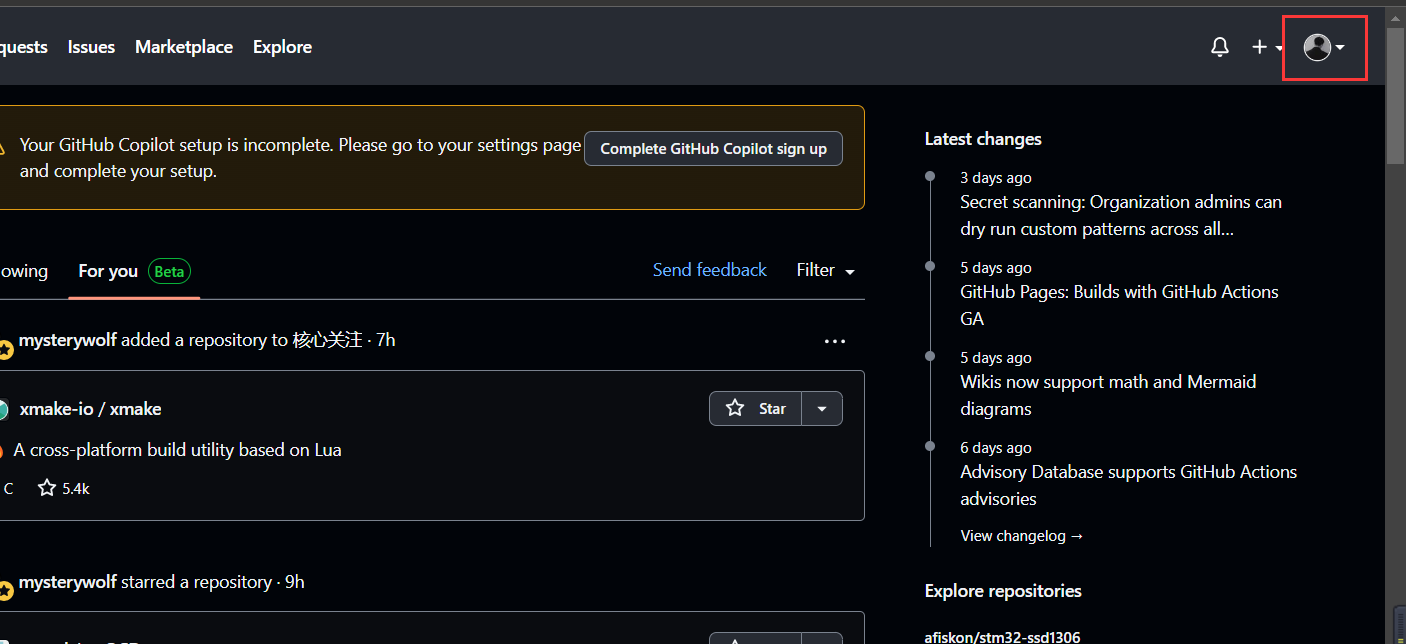 quests Issues Marketplace Explore
Your GitHub Copilot setup is incomplete. Please go to your settings page
and complete your setup.
Complete GitHub Copilot sign up
owing For you Beta Send feedback Filter
mysterywolf added a repository to 核心关注 · 7h
xmake-io / xmake
Star
A cross-platform build utility based on Lua
C 5.4k
mysterywolf starred a repository · 9h
Latest changes
3 days ago
Secret scanning: Organization admins can
dry run custom patterns across all...
5 days ago
GitHub Pages: Builds with GitHub Actions
GA
5 days ago
Wikis now support math and Mermaid
diagrams
6 days ago
Advisory Database supports GitHub Actions
advisories
View changelog →
Explore repositories
afiskon/stm32-ssd1306